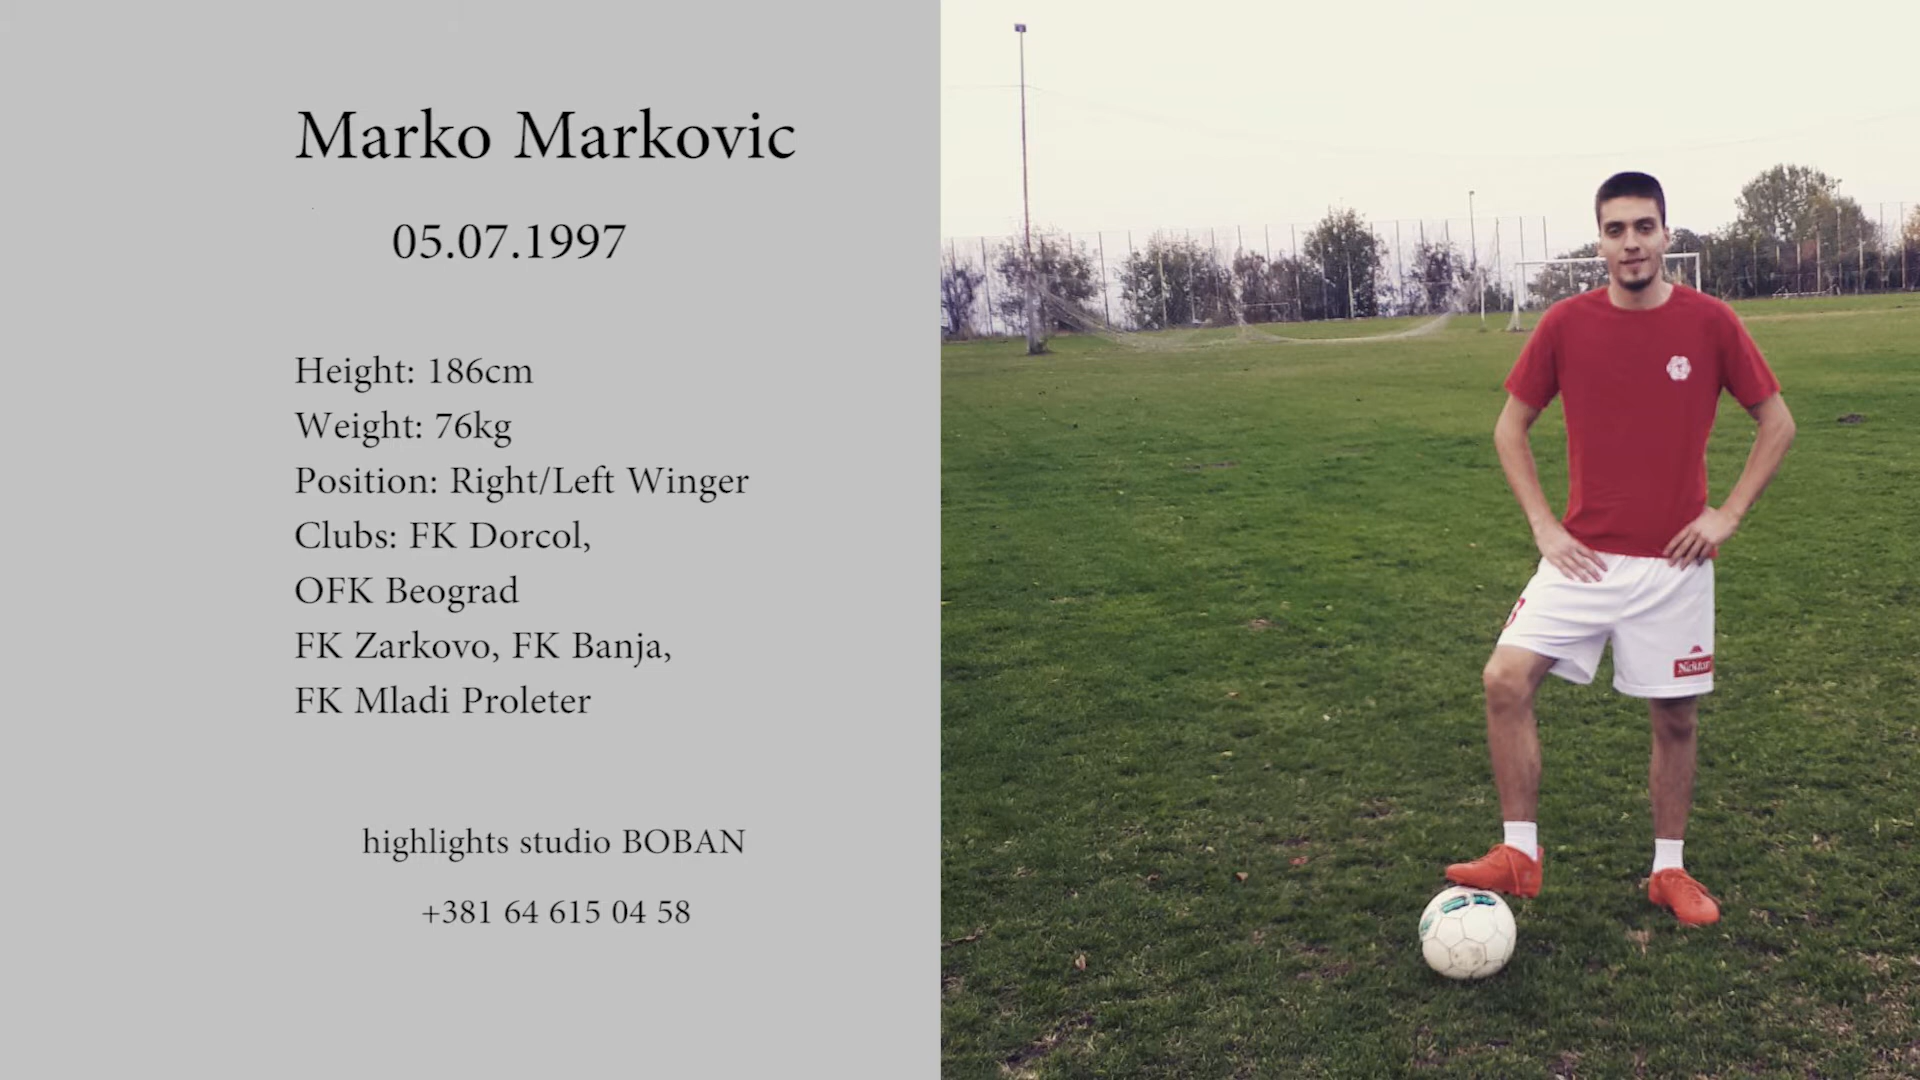 Marko Markovic
05.07.1997
Height: 186cm
Weight: 76kg
Position: Right/Left Winger
Clubs: FK Dorcol,
OFK Beograd
FK Zarkovo, FK Banja,
FK Mladi Proleter
highlights studio BOBAN
+381 64 615 04 58